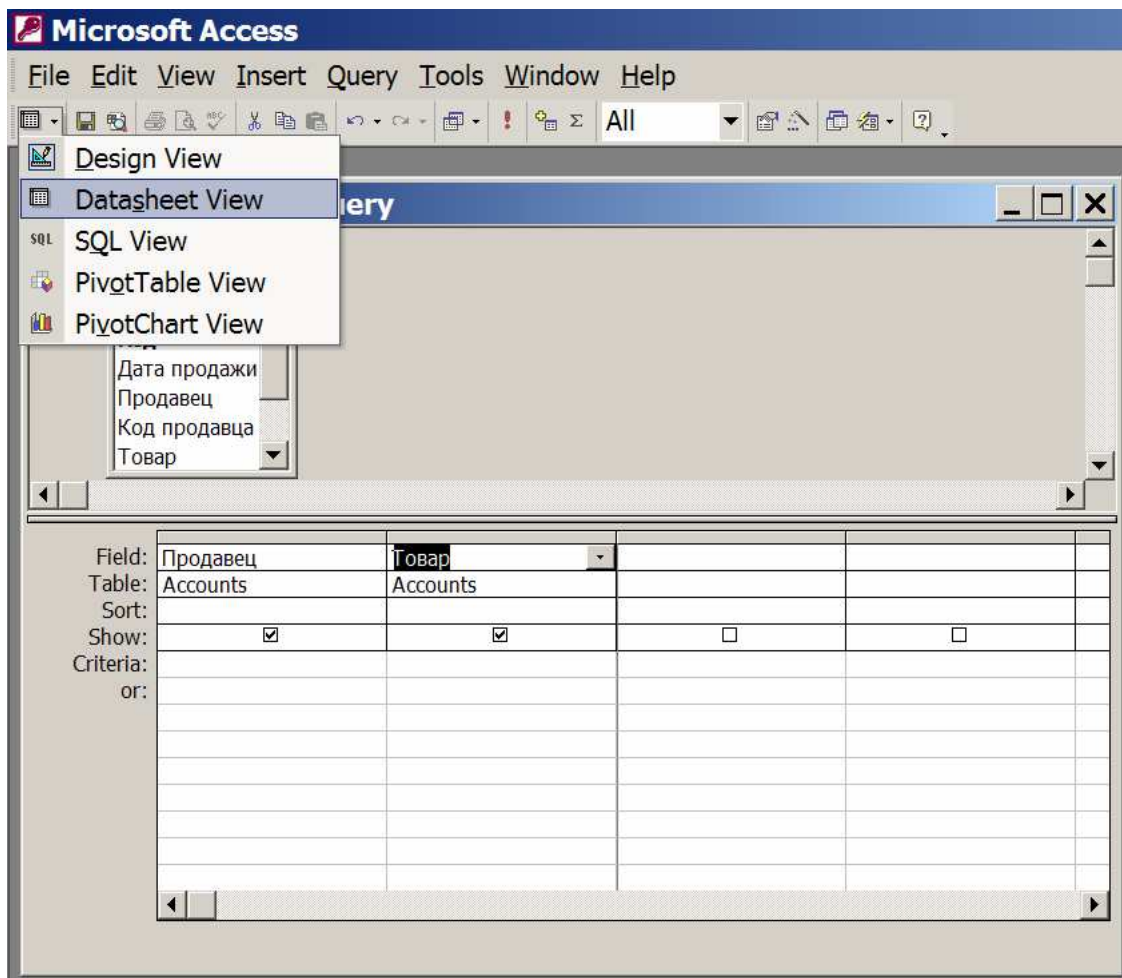 Microsoft Access
File Edit View Insert Query Tools Window Help
All
Design View
Datasheet View
SQL SQL View
PivotTable View
PivotChart View
Дата продажи
Продавец
Код продавца
Товар
Field: Продавец Товар
Table: Accounts Accounts
Sort:
Show:
Criteria:
or: